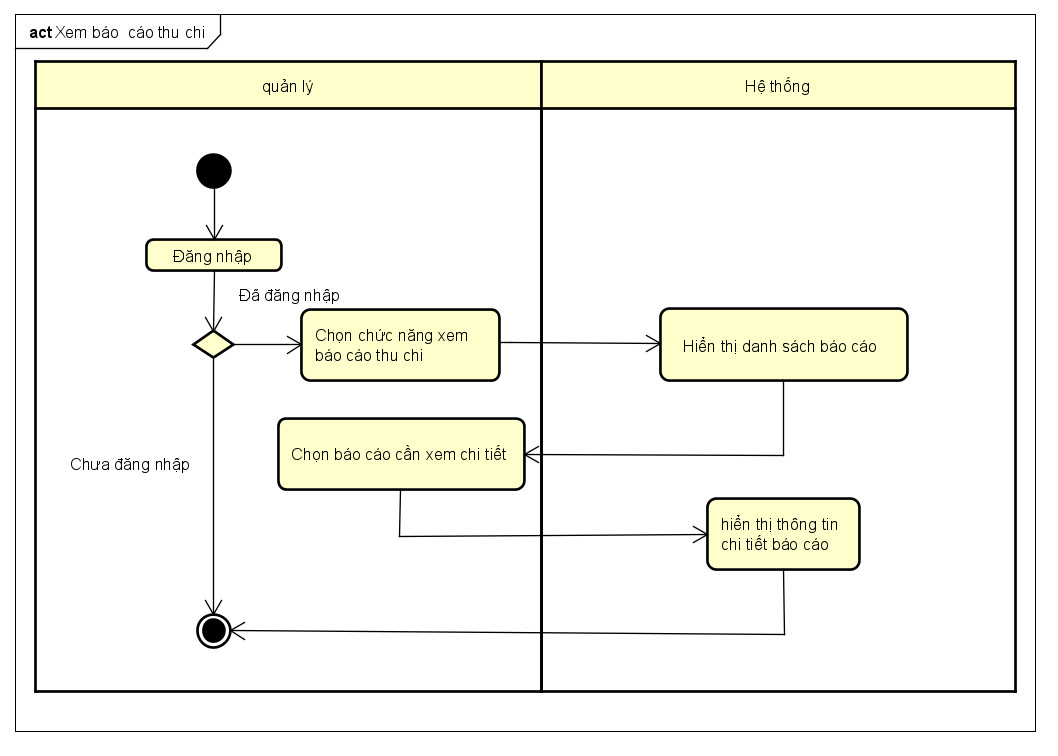 act Xem báo cáo thu chi
quản lý
Hệ thống
Đăng nhập
Đã đăng nhập
Chọn chức năng xem
báo cáo thu chi
Hiển thị danh sách báo cáo
Chọn báo cáo cần xem chi tiết
Chưa đăng nhập
hiển thị thông tin
chi tiết báo cáo